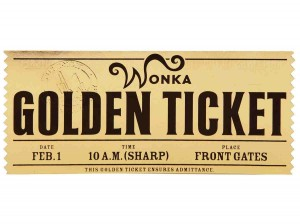 WONKA
GOLDEN TICKET
DATE TIME PLACE
FEB.1 10 A.M.(SHARP) FRONT GATES
THIS GOLDEN TICKET ENSURES ADMITTANCE.